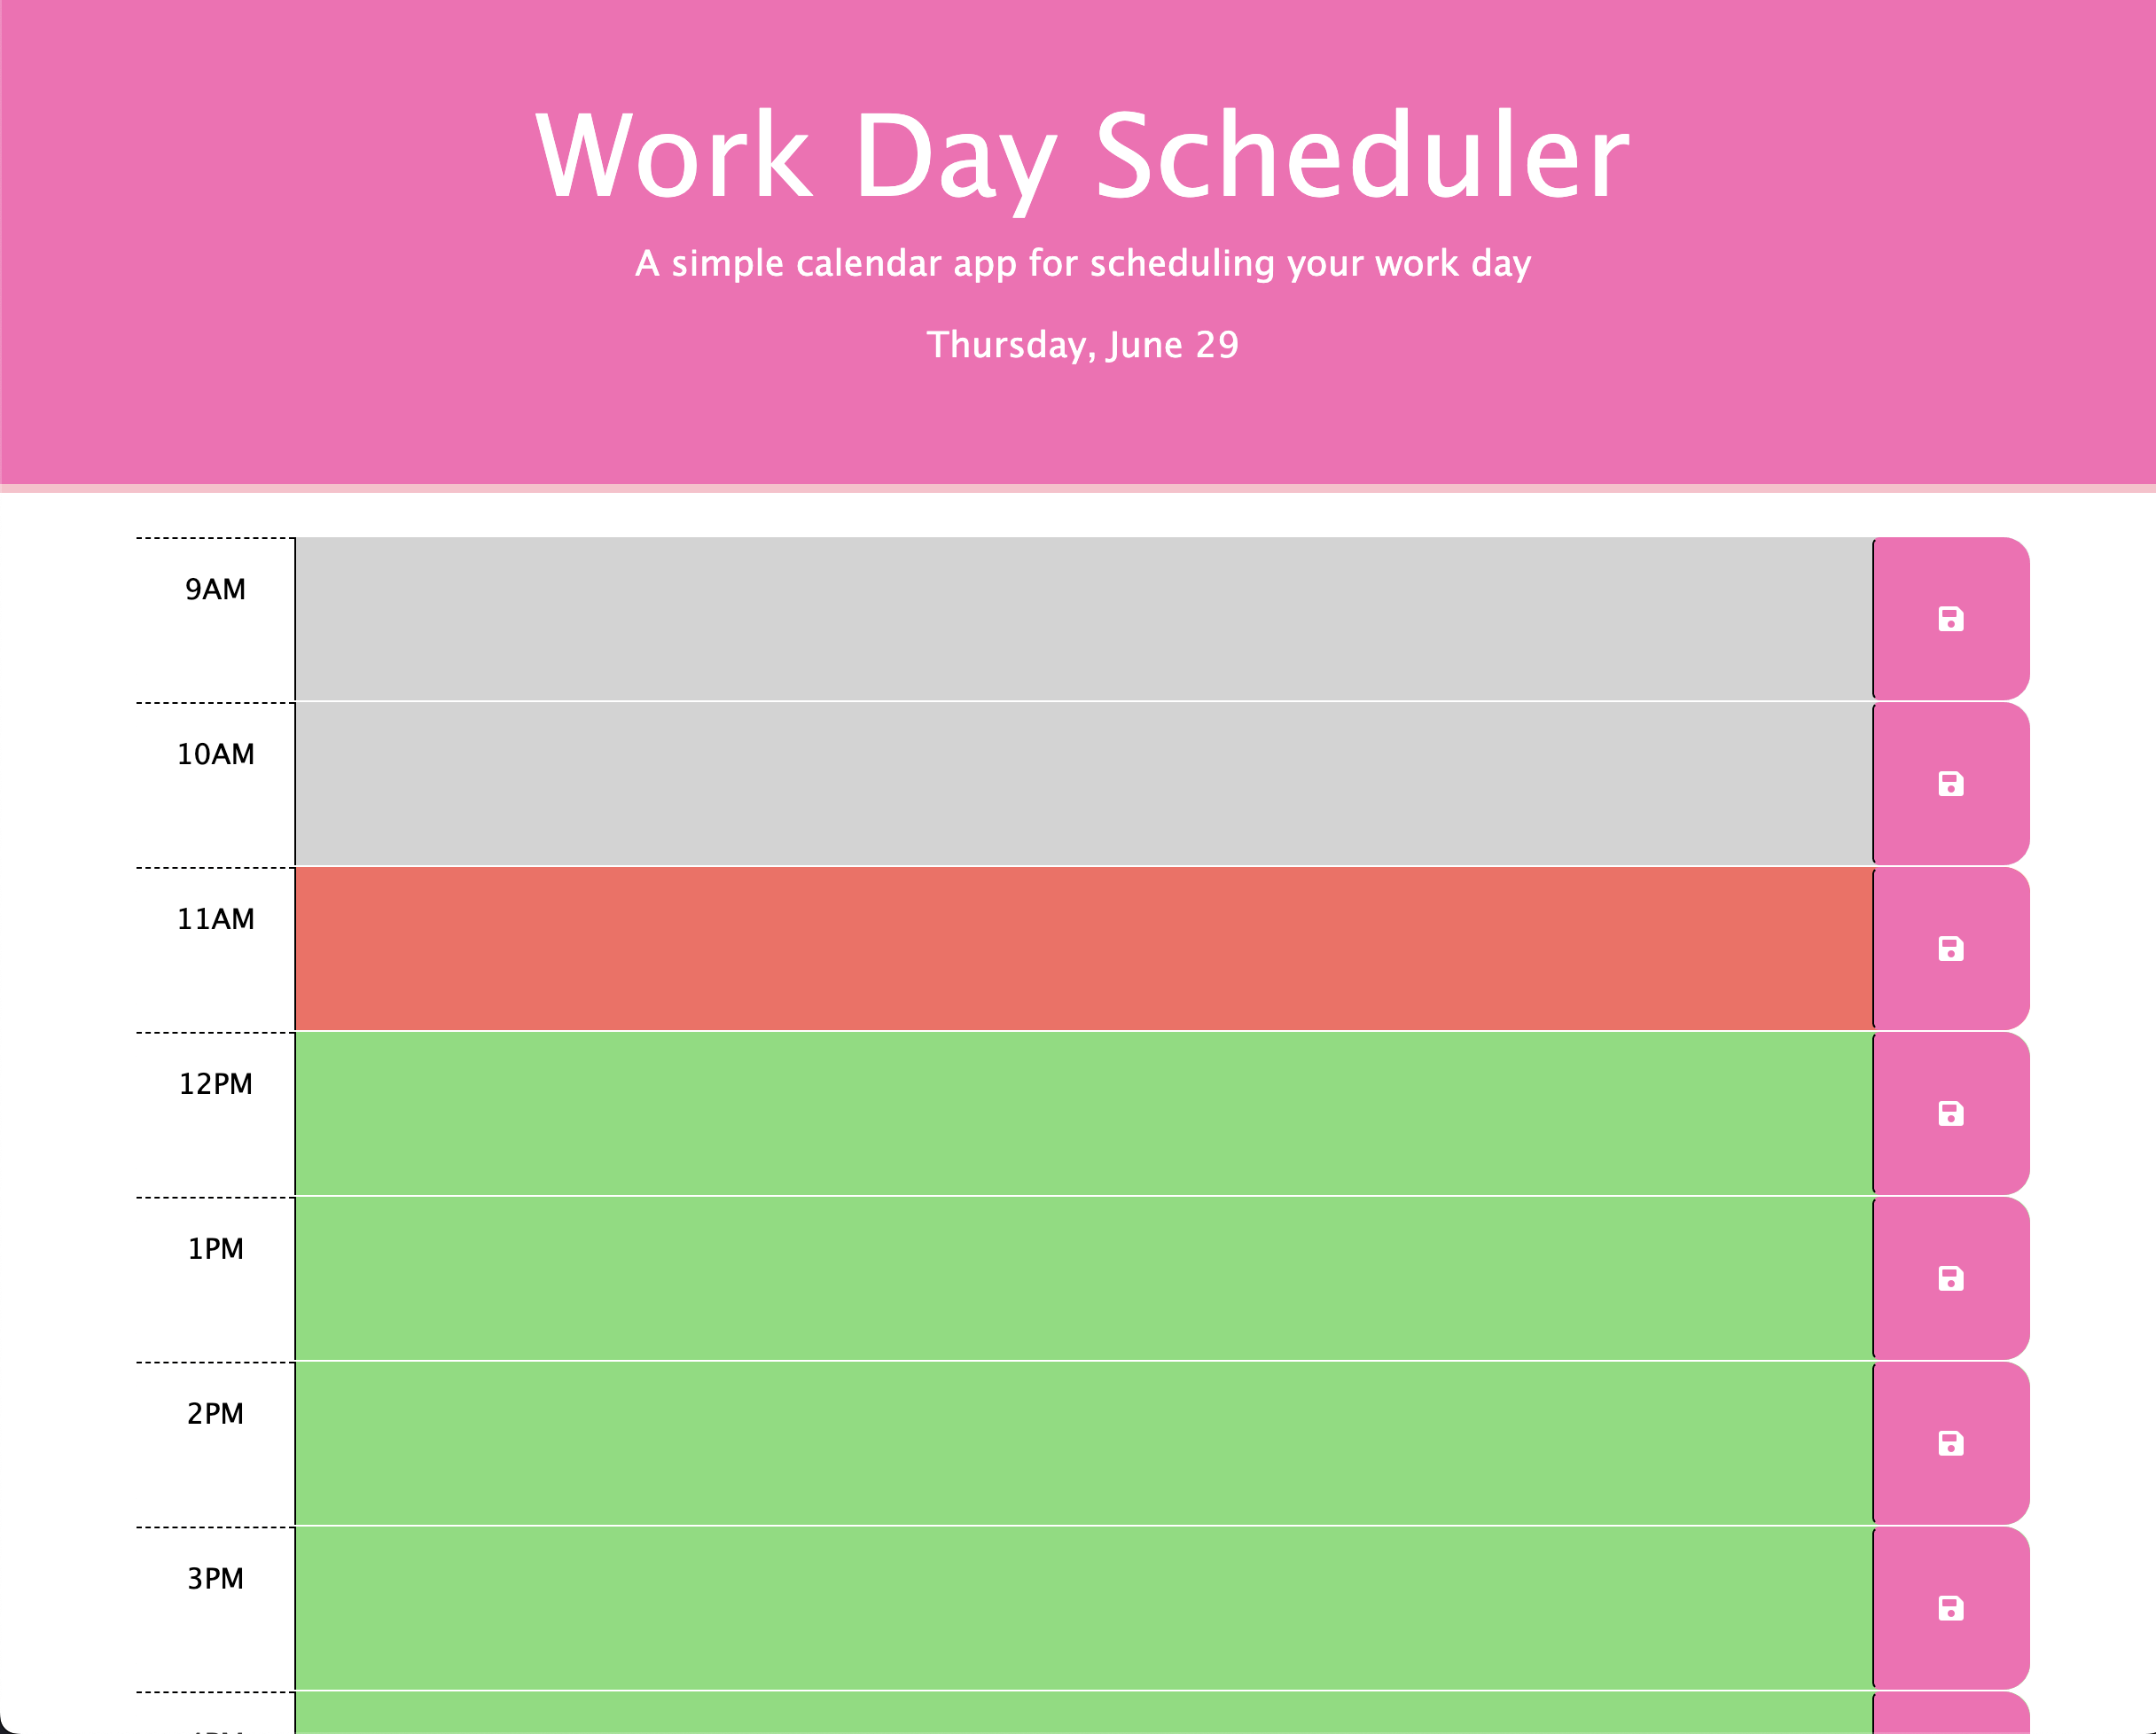 Work Day Scheduler
A simple calendar app for scheduling your work day
Thursday, June 29
9AM
10AM
11AM
12PM
1PM
2PM
3PM